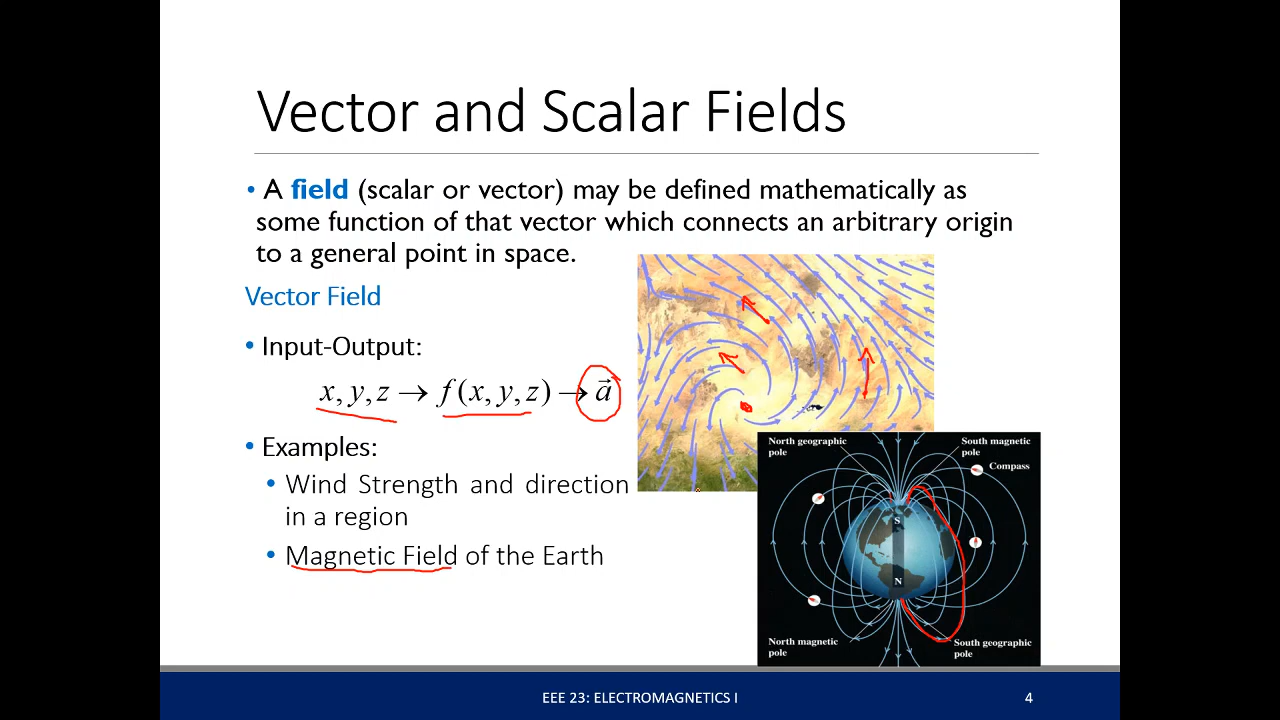 Vector and Scalar Fields
• A field (scalar or vector) may be defined mathematically as
some function of that vector which connects an arbitrary origin
to a general point in space.
Vector Field
• Input-Output:
x, y, z → f(x, y, z) → a⃗
• Examples:
• Wind Strength and direction
in a region
• Magnetic Field of the Earth
North geographic
pole
South magnetic
pole
Compass
S
N
North magnetic
pole
South geographic
pole
EEE 23: ELECTROMAGNETICS I
4